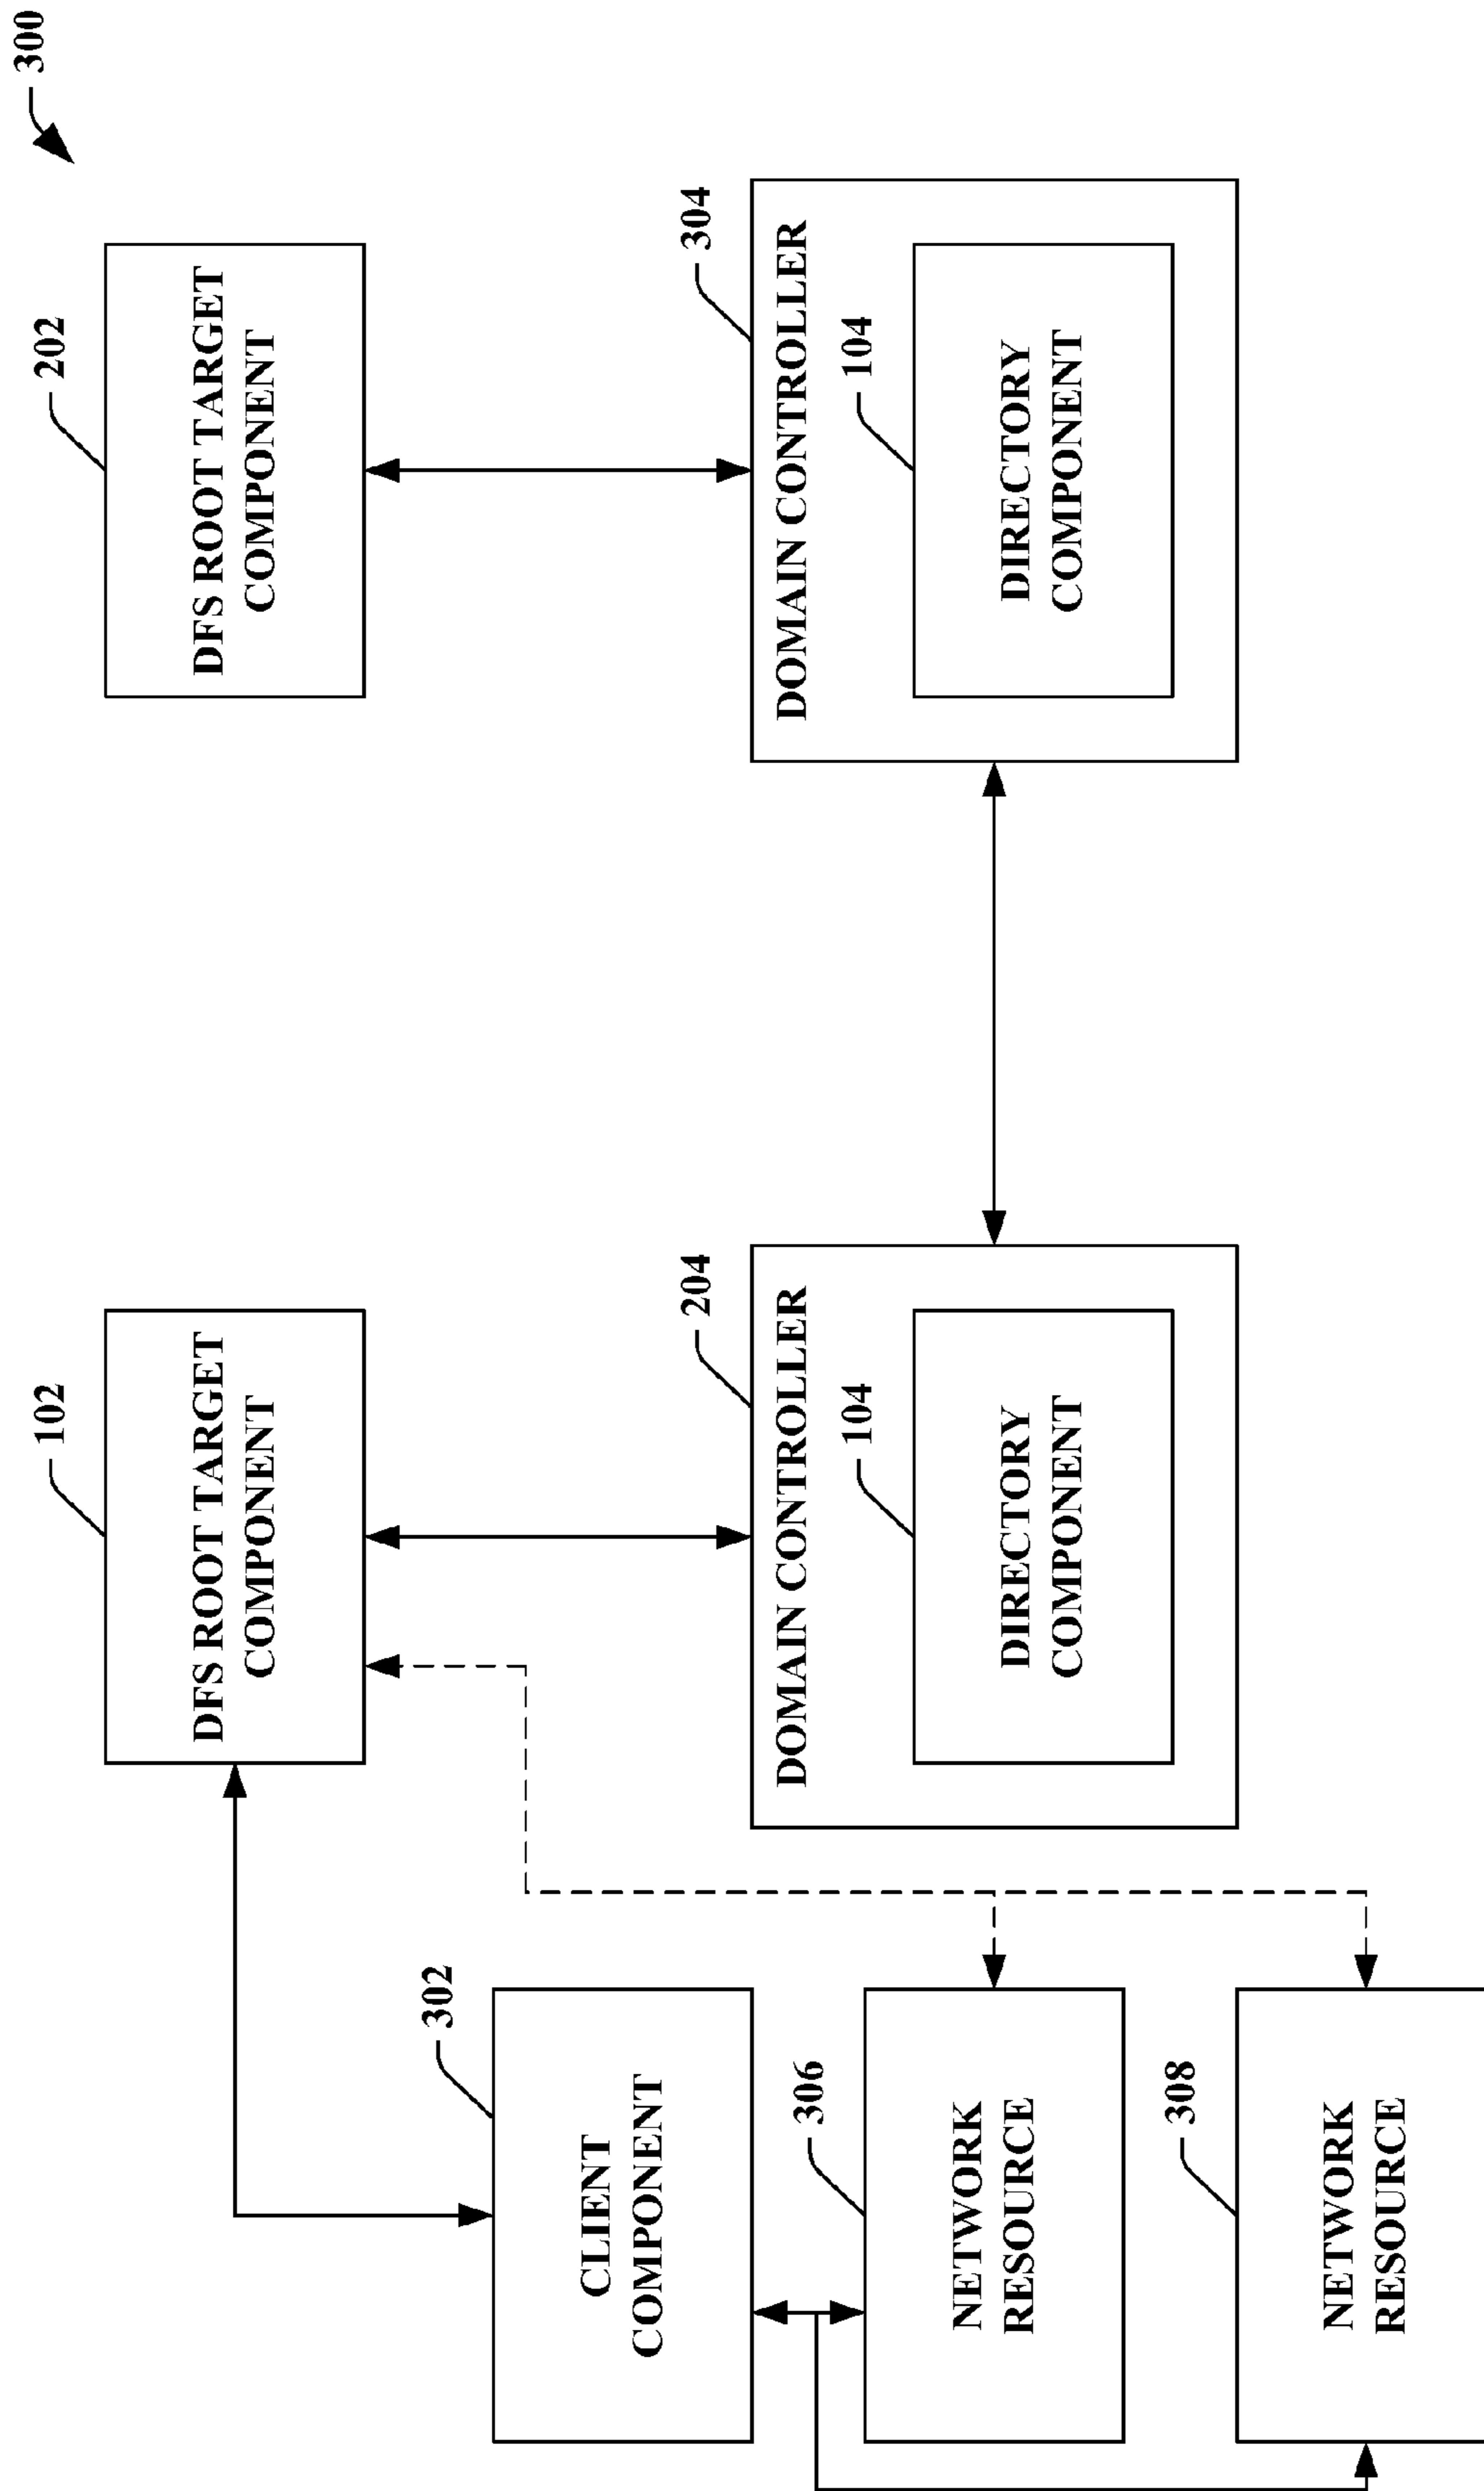 300
102
DFS ROOT TARGET
COMPONENT
202
DFS ROOT TARGET
COMPONENT
302
CLIENT
COMPONENT
204
DOMAIN CONTROLLER
104
DIRECTORY
COMPONENT
304
DOMAIN CONTROLLER
104
DIRECTORY
COMPONENT
306
NETWORK
RESOURCE
308
NETWORK
RESOURCE